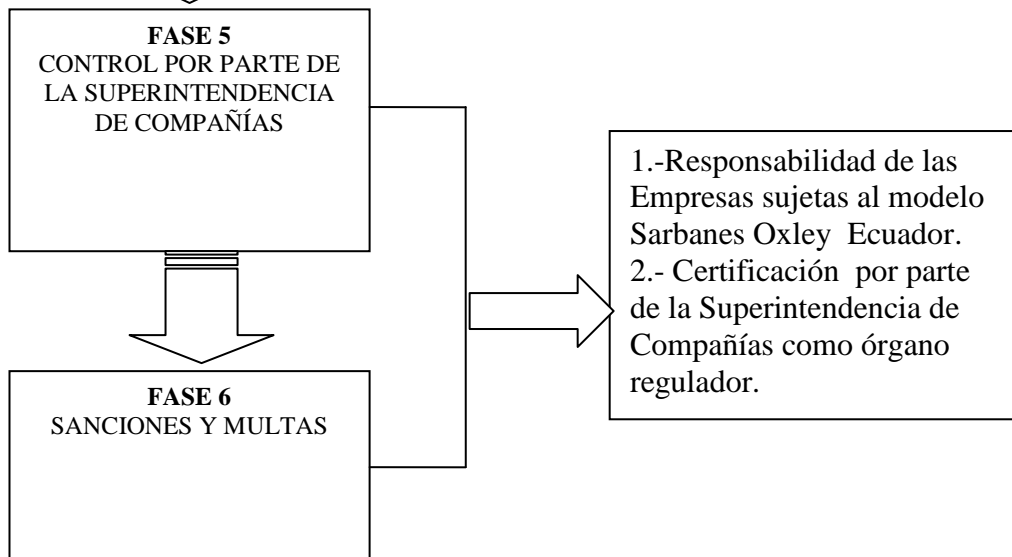 FASE 5
CONTROL POR PARTE DE
LA SUPERINTENDENCIA
DE COMPAÑÍAS
1.-Responsabilidad de las
Empresas sujetas al modelo
Sarbanes Oxley Ecuador.
2.- Certificación por parte
de la Superintendencia de
Compañías como órgano
regulador.
FASE 6
SANCIONES Y MULTAS